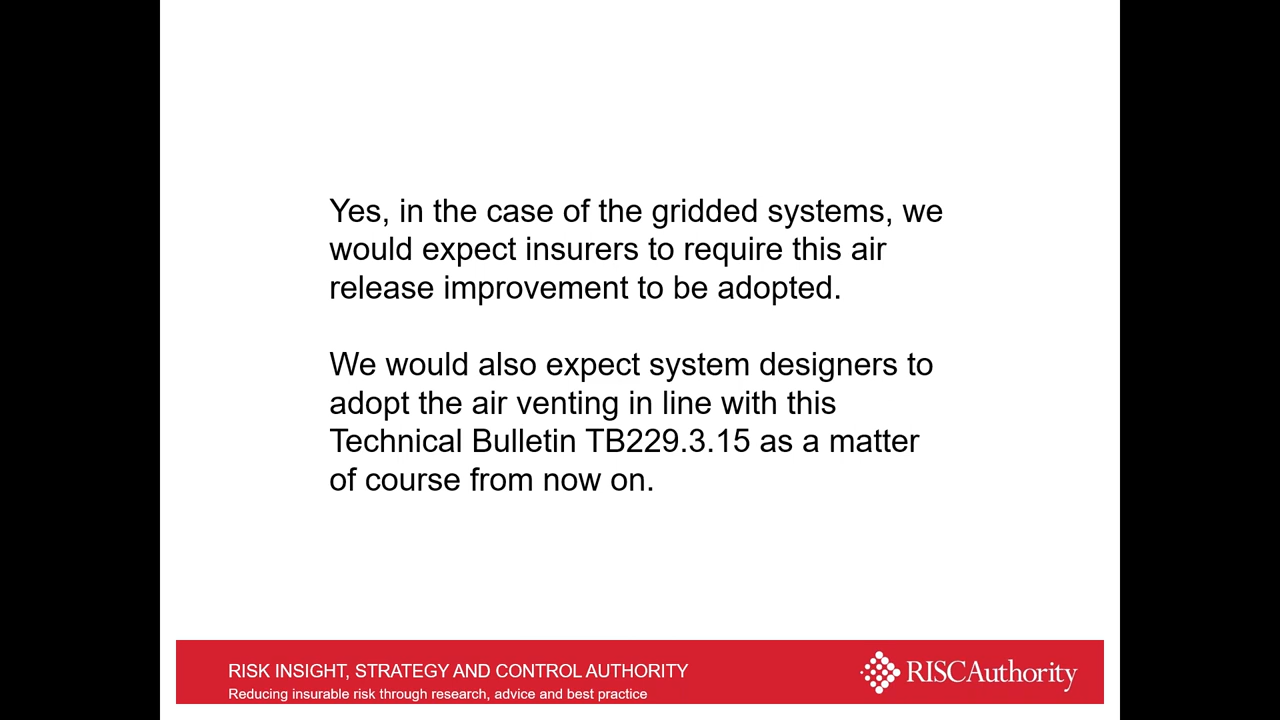 Yes, in the case of the gridded systems, we
would expect insurers to require this air
release improvement to be adopted.
We would also expect system designers to
adopt the air venting in line with this
Technical Bulletin TB229.3.15 as a matter
of course from now on.
RISK INSIGHT, STRATEGY AND CONTROL AUTHORITY
Reducing insurable risk through research, advice and best practice
RISCAuthority